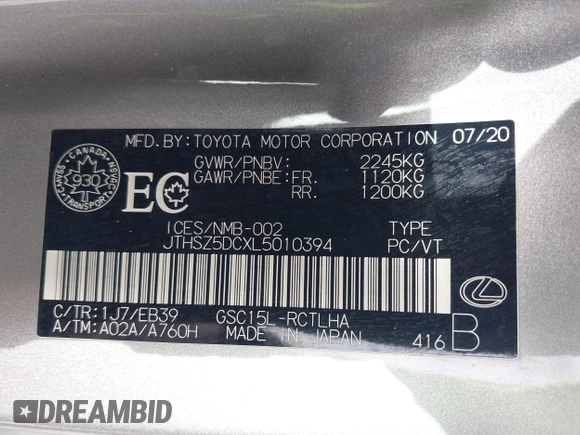 MFD. BY: TOYOTA MOTOR CORPORATION 07/20
GVWR/PNBV: 2245KG
GAWR/PNBE: FR. 1120KG
RR. 1200KG
CANADA
930
TRANSPORT
EC
ICES/NMB-002 TYPE
JTHSZ5DCXL5010394 PC/VT
C/TR: 1J7/EB39 GSC15L-RCTLHA
A/TM: A02A/A760H MADE IN JAPAN 416 B
DREAMBID